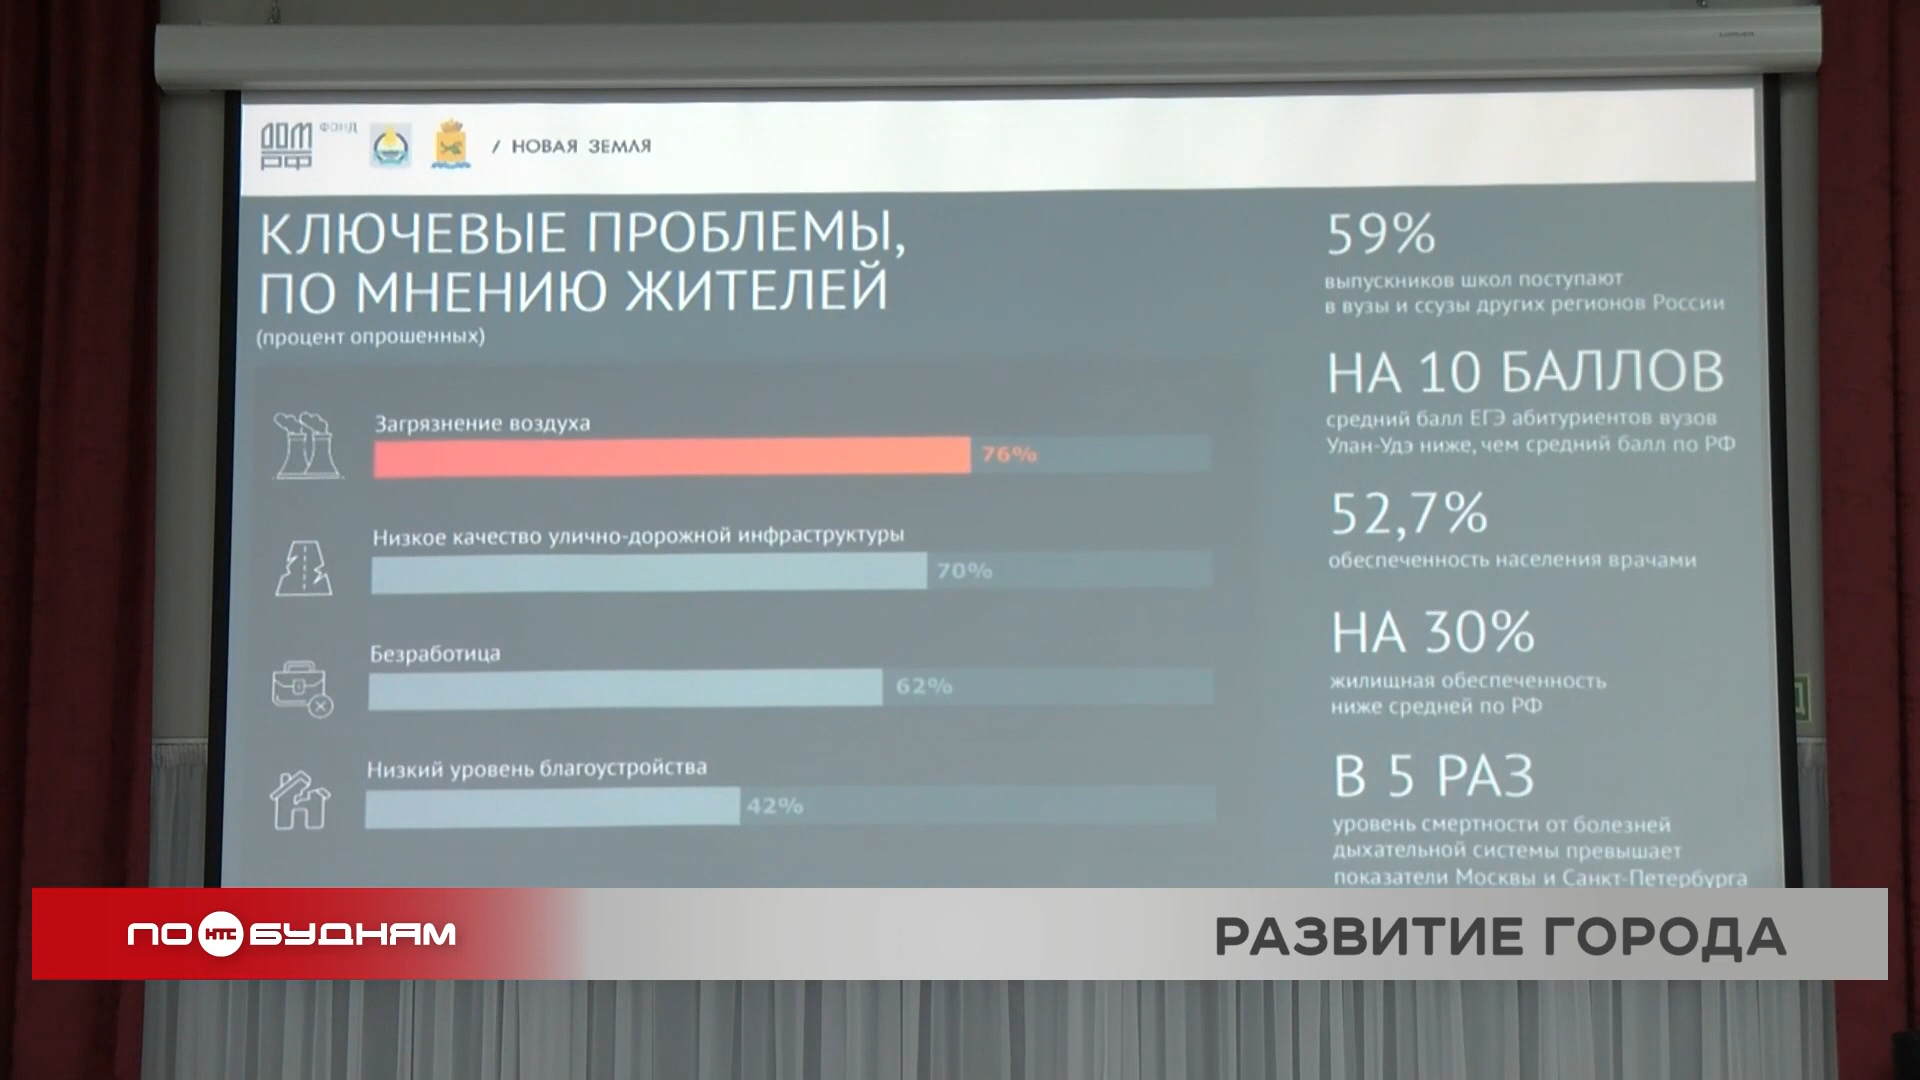 ДОМ ФОНД
РФ
/ НОВАЯ ЗЕМЛЯ
КЛЮЧЕВЫЕ ПРОБЛЕМЫ,
ПО МНЕНИЮ ЖИТЕЛЕЙ
(процент опрошенных)
Загрязнение воздуха
76%
Низкое качество улично-дорожной инфраструктуры
70%
Безработица
62%
Низкий уровень благоустройства
42%
59%
выпускников школ поступают
в вузы и ссузы других регионов России
НА 10 БАЛЛОВ
средний балл ЕГЭ абитуриентов вузов
Улан-Удэ ниже, чем средний балл по РФ
52,7%
обеспеченность населения врачами
НА 30%
жилищная обеспеченность
ниже средней по РФ
В 5 РАЗ
уровень смертности от болезней
дыхательной системы превышает
показатели Москвы и Санкт-Петербурга
ПО НТС БУДНЯМ
РАЗВИТИЕ ГОРОДА